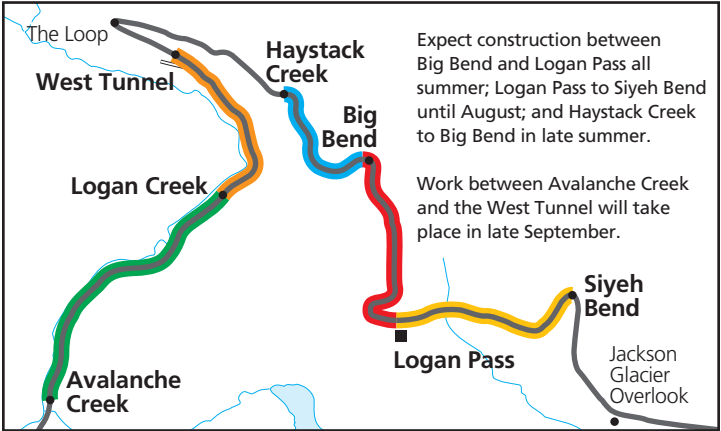 The Loop
West Tunnel
Haystack
Creek
Big
Bend
Logan Creek
Avalanche
Creek
Logan Pass
Siyeh
Bend
Jackson
Glacier
Overlook
Expect construction between
Big Bend and Logan Pass all
summer; Logan Pass to Siyeh Bend
until August; and Haystack Creek
to Big Bend in late summer.
Work between Avalanche Creek
and the West Tunnel will take
place in late September.